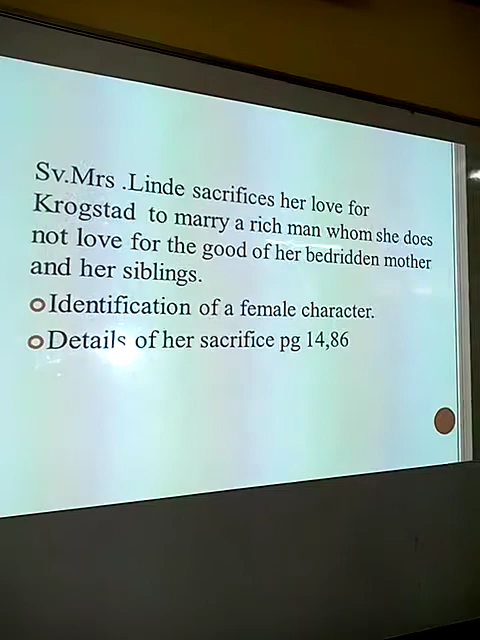 Sv.Mrs .Linde sacrifices her love for
Krogstad to marry a rich man whom she does
not love for the good of her bedridden mother
and her siblings.
Identification of a female character.
Details of her sacrifice pg 14,86